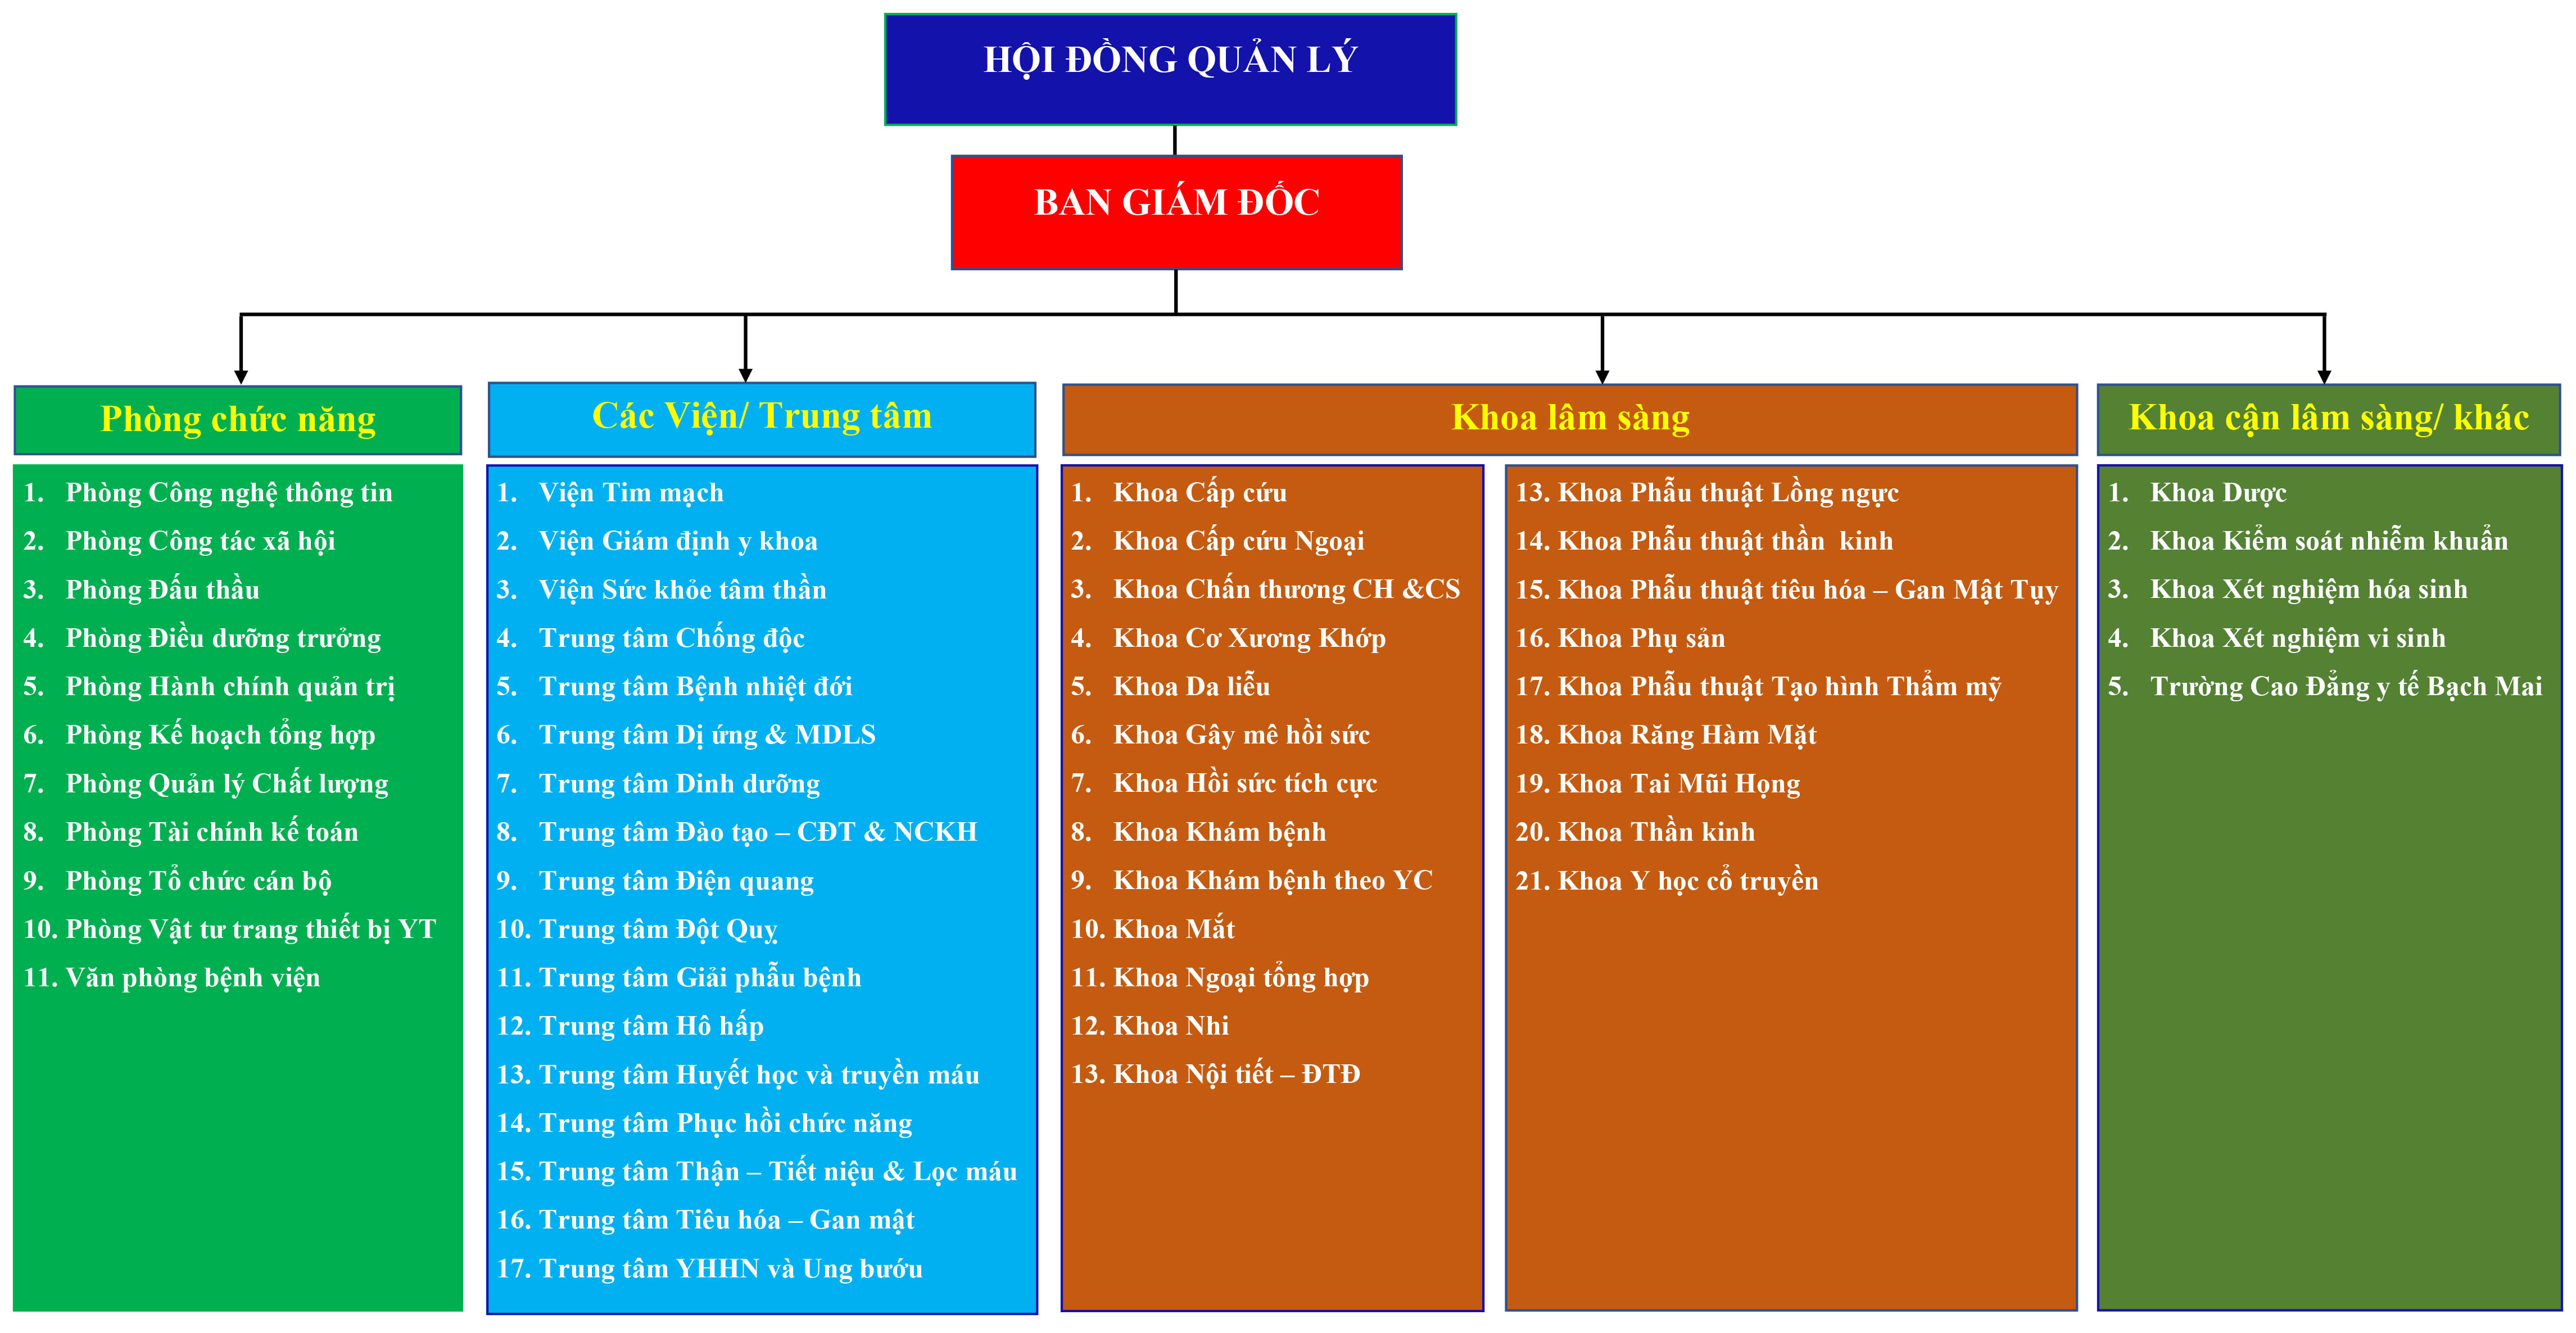 HỘI ĐỒNG QUẢN LÝ
BAN GIÁM ĐỐC
Phòng chức năng
1. Phòng Công nghệ thông tin
2. Phòng Công tác xã hội
3. Phòng Đấu thầu
4. Phòng Điều dưỡng trưởng
5. Phòng Hành chính quản trị
6. Phòng Kế hoạch tổng hợp
7. Phòng Quản lý Chất lượng
8. Phòng Tài chính kế toán
9. Phòng Tổ chức cán bộ
10. Phòng Vật tư trang thiết bị YT
11. Văn phòng bệnh viện
Các Viện/ Trung tâm
1. Viện Tim mạch
2. Viện Giám định y khoa
3. Viện Sức khỏe tâm thần
4. Trung tâm Chống độc
5. Trung tâm Bệnh nhiệt đới
6. Trung tâm Dị ứng & MDLS
7. Trung tâm Dinh dưỡng
8. Trung tâm Đào tạo – CĐT & NCKH
9. Trung tâm Điện quang
10. Trung tâm Đột Quỵ
11. Trung tâm Giải phẫu bệnh
12. Trung tâm Hô hấp
13. Trung tâm Huyết học và truyền máu
14. Trung tâm Phục hồi chức năng
15. Trung tâm Thận – Tiết niệu & Lọc máu
16. Trung tâm Tiêu hóa – Gan mật
17. Trung tâm YHHN và Ung bướu
Khoa lâm sàng
1. Khoa Cấp cứu
2. Khoa Cấp cứu Ngoại
3. Khoa Chấn thương CH &CS
4. Khoa Cơ Xương Khớp
5. Khoa Da liễu
6. Khoa Gây mê hồi sức
7. Khoa Hồi sức tích cực
8. Khoa Khám bệnh
9. Khoa Khám bệnh theo YC
10. Khoa Mắt
11. Khoa Ngoại tổng hợp
12. Khoa Nhi
13. Khoa Nội tiết – ĐTĐ
13. Khoa Phẫu thuật Lồng ngực
14. Khoa Phẫu thuật thần kinh
15. Khoa Phẫu thuật tiêu hóa – Gan Mật Tụy
16. Khoa Phụ sản
17. Khoa Phẫu thuật Tạo hình Thẩm mỹ
18. Khoa Răng Hàm Mặt
19. Khoa Tai Mũi Họng
20. Khoa Thần kinh
21. Khoa Y học cổ truyền
Khoa cận lâm sàng/ khác
1. Khoa Dược
2. Khoa Kiểm soát nhiễm khuẩn
3. Khoa Xét nghiệm hóa sinh
4. Khoa Xét nghiệm vi sinh
5. Trường Cao Đẳng y tế Bạch Mai